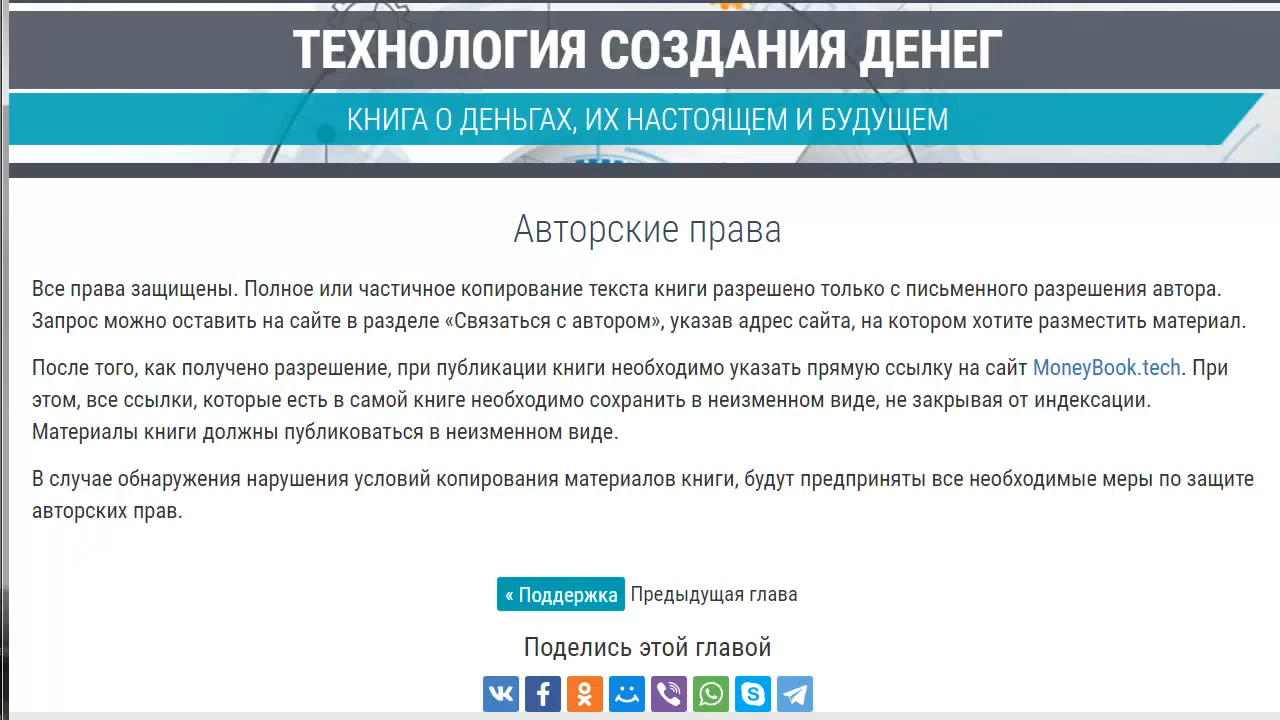 ТЕХНОЛОГИЯ СОЗДАНИЯ ДЕНЕГ
КНИГА О ДЕНЬГАХ, ИХ НАСТОЯЩЕМ И БУДУЩЕМ
Авторские права
Все права защищены. Полное или частичное копирование текста книги разрешено только с письменного разрешения автора.
Запрос можно оставить на сайте в разделе «Связаться с автором», указав адрес сайта, на котором хотите разместить материал.
После того, как получено разрешение, при публикации книги необходимо указать прямую ссылку на сайт MoneyBook.tech. При
этом, все ссылки, которые есть в самой книге необходимо сохранить в неизменном виде, не закрывая от индексации.
Материалы книги должны публиковаться в неизменном виде.
В случае обнаружения нарушения условий копирования материалов книги, будут предприняты все необходимые меры по защите
авторских прав.
« Поддержка Предыдущая глава
Поделись этой главой